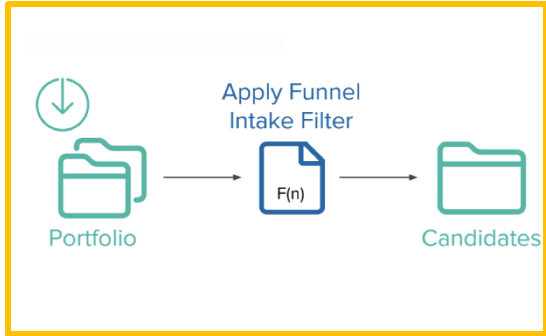 Apply Funnel
Intake Filter
F(n)
Portfolio
Candidates